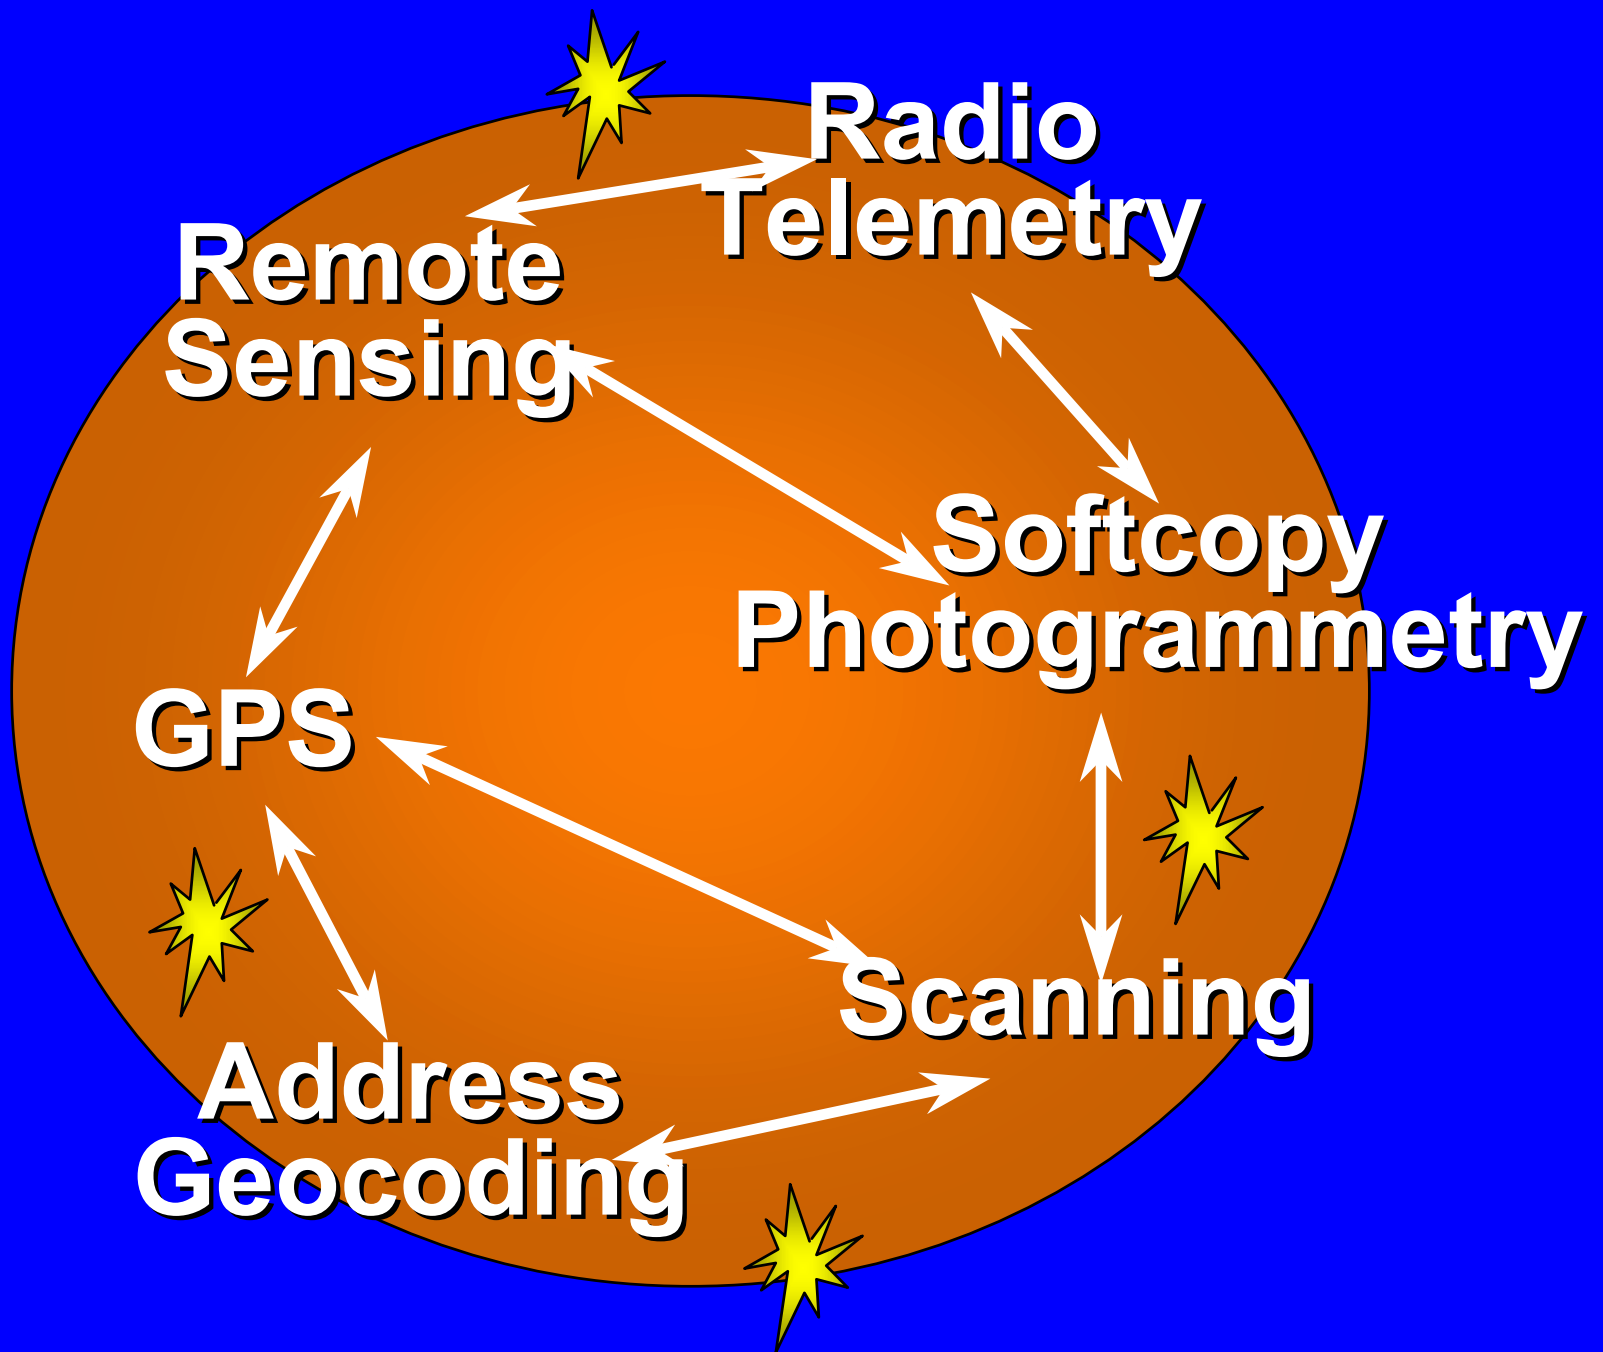 Radio
Telemetry
Remote
Sensing
Softcopy
Photogrammetry
GPS
Scanning
Address
Geocoding